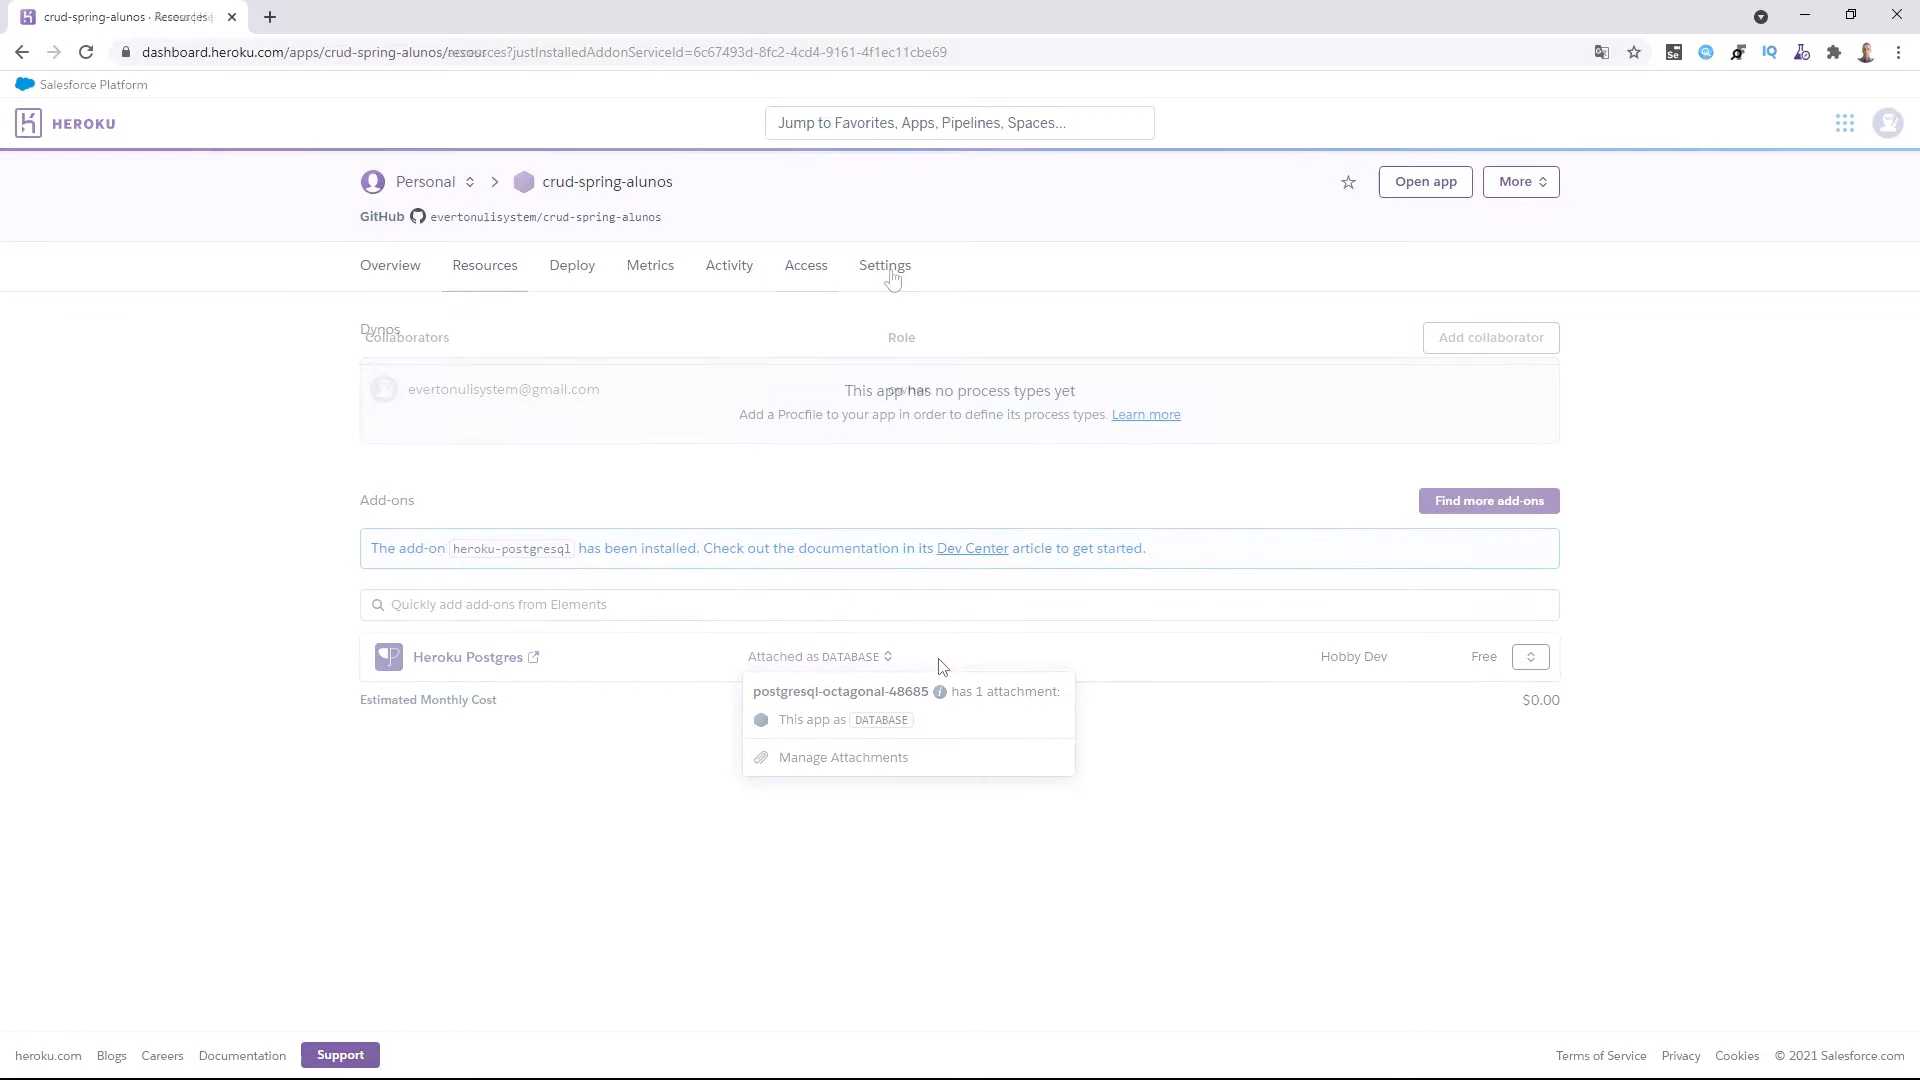 crud-spring-alunos ·
dashboard.heroku.com/apps/crud-spring-alunos/resources?justInstalledAddonServiceId=6c67493d-8fc2-4cd4-9161-4f1ec11cbe69
Se
IQ
Salesforce Platform
HEROKU
Jump to Favorites, Apps, Pipelines, Spaces...
Personal
crud-spring-alunos
Open app
More
GitHub evertonulisystem/crud-spring-alunos
Overview
Resources
Deploy
Metrics
Activity
Access
Settings
Dynos
Collaborators
Role
Add collaborator
evertonulisystem@gmail.com
This app has no process types yet
owner
Add a Procfile to your app in order to define its process types. Learn more
Add-ons
Find more add-ons
The add-on heroku-postgresql has been installed. Check out the documentation in its Dev Center article to get started.
Quickly add add-ons from Elements
Heroku Postgres
Attached as DATABASE
Hobby Dev
Free
postgresql-octagonal-48685 i has 1 attachment:
Estimated Monthly Cost
$0.00
This app as DATABASE
Manage Attachments
heroku.com
Blogs
Careers
Documentation
Support
Terms of Service
Privacy
Cookies
© 2021 Salesforce.com